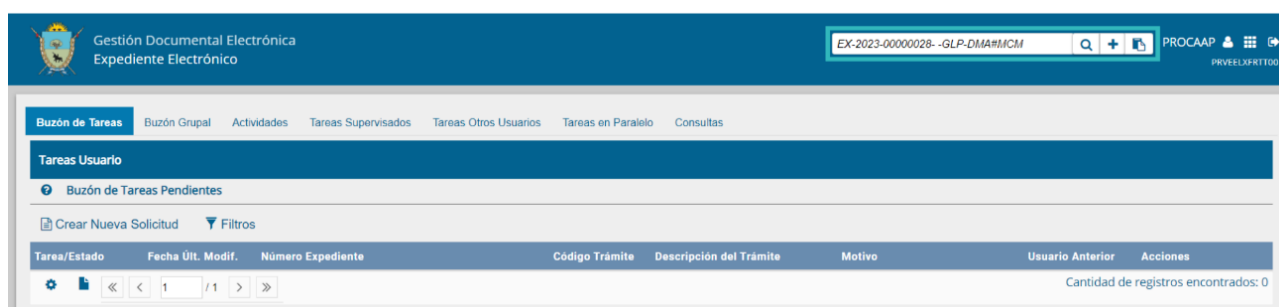 Gestión Documental Electrónica
Expediente Electrónico
EX-2023-00000028- -GLP-DMA#MCM
PROCAAP
PRVEELXFRTT00
Buzón de Tareas Buzón Grupal Actividades Tareas Supervisados Tareas Otros Usuarios Tareas en Paralelo Consultas
Tareas Usuario
Buzón de Tareas Pendientes
Crear Nueva Solicitud Filtros
Tarea/Estado Fecha Últ. Modif. Número Expediente Código Trámite Descripción del Trámite Motivo Usuario Anterior Acciones
1 / 1 Cantidad de registros encontrados: 0